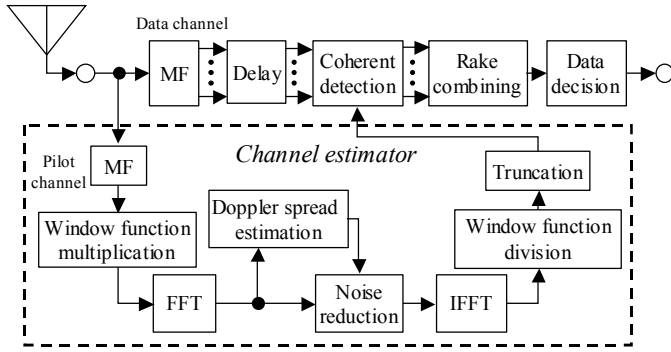 Data channel
MF
Delay
Coherent
detection
Rake
combining
Data
decision
Pilot
channel
MF
Channel estimator
Truncation
Window function
multiplication
Doppler spread
estimation
Window function
division
FFT
Noise
reduction
IFFT